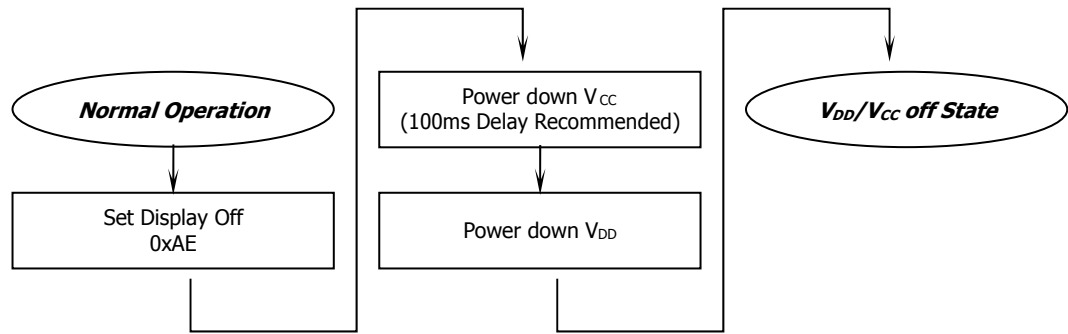 Normal Operation
Set Display Off
0xAE
Power down VCC
(100ms Delay Recommended)
Power down VDD
VDD/VCC off State